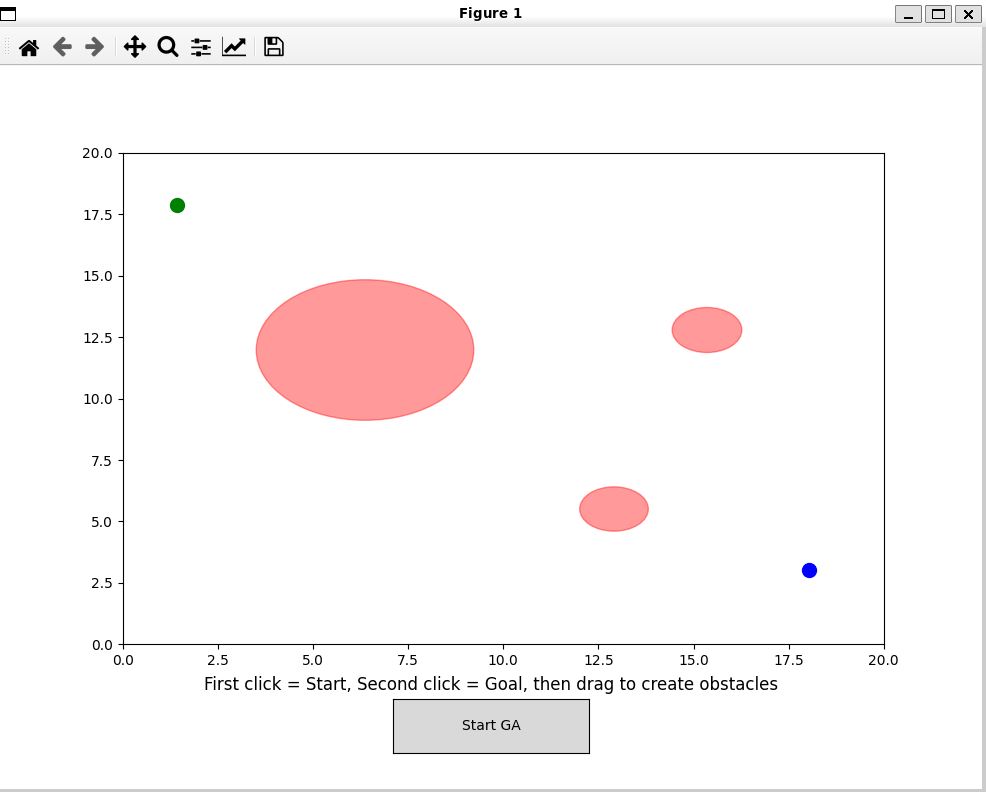 Figure 1
20.0
17.5
15.0
12.5
10.0
7.5
5.0
2.5
0.0
0.0 2.5 5.0 7.5 10.0 12.5 15.0 17.5 20.0
First click = Start, Second click = Goal, then drag to create obstacles
Start GA